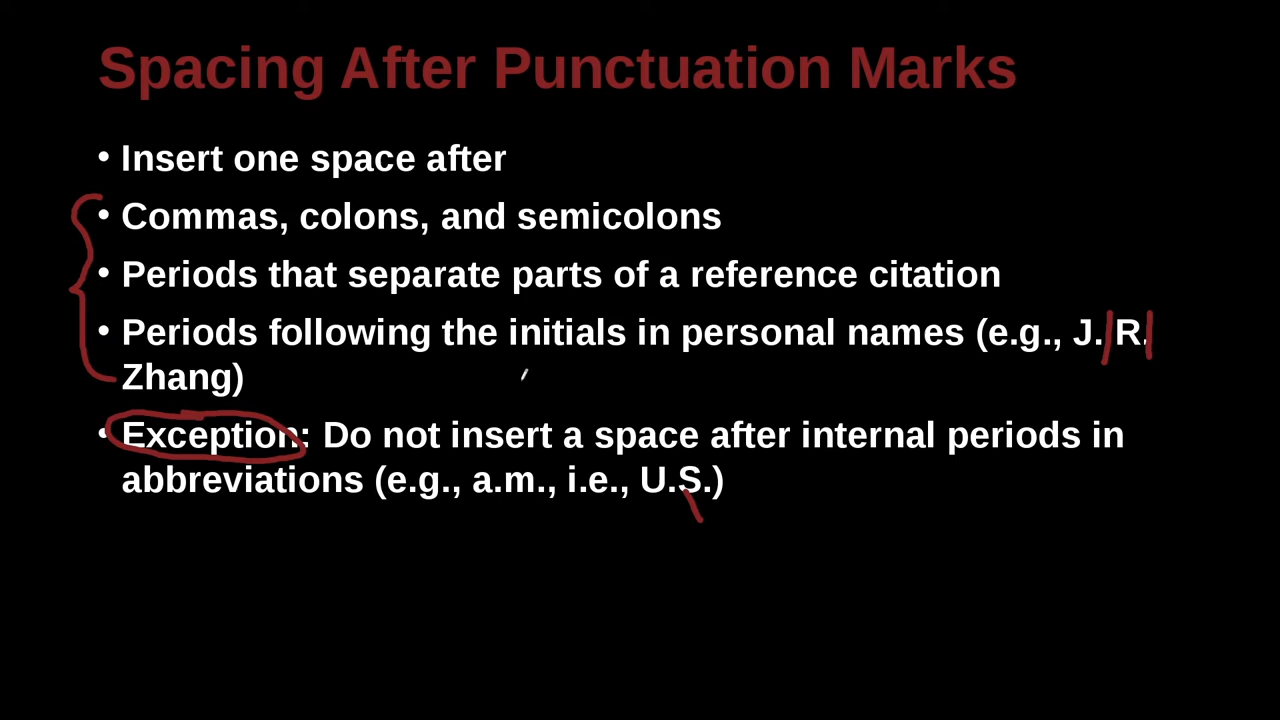 Spacing After Punctuation Marks
• Insert one space after
• Commas, colons, and semicolons
• Periods that separate parts of a reference citation
• Periods following the initials in personal names (e.g., J. R.
Zhang)
• Exception: Do not insert a space after internal periods in
abbreviations (e.g., a.m., i.e., U.S.)